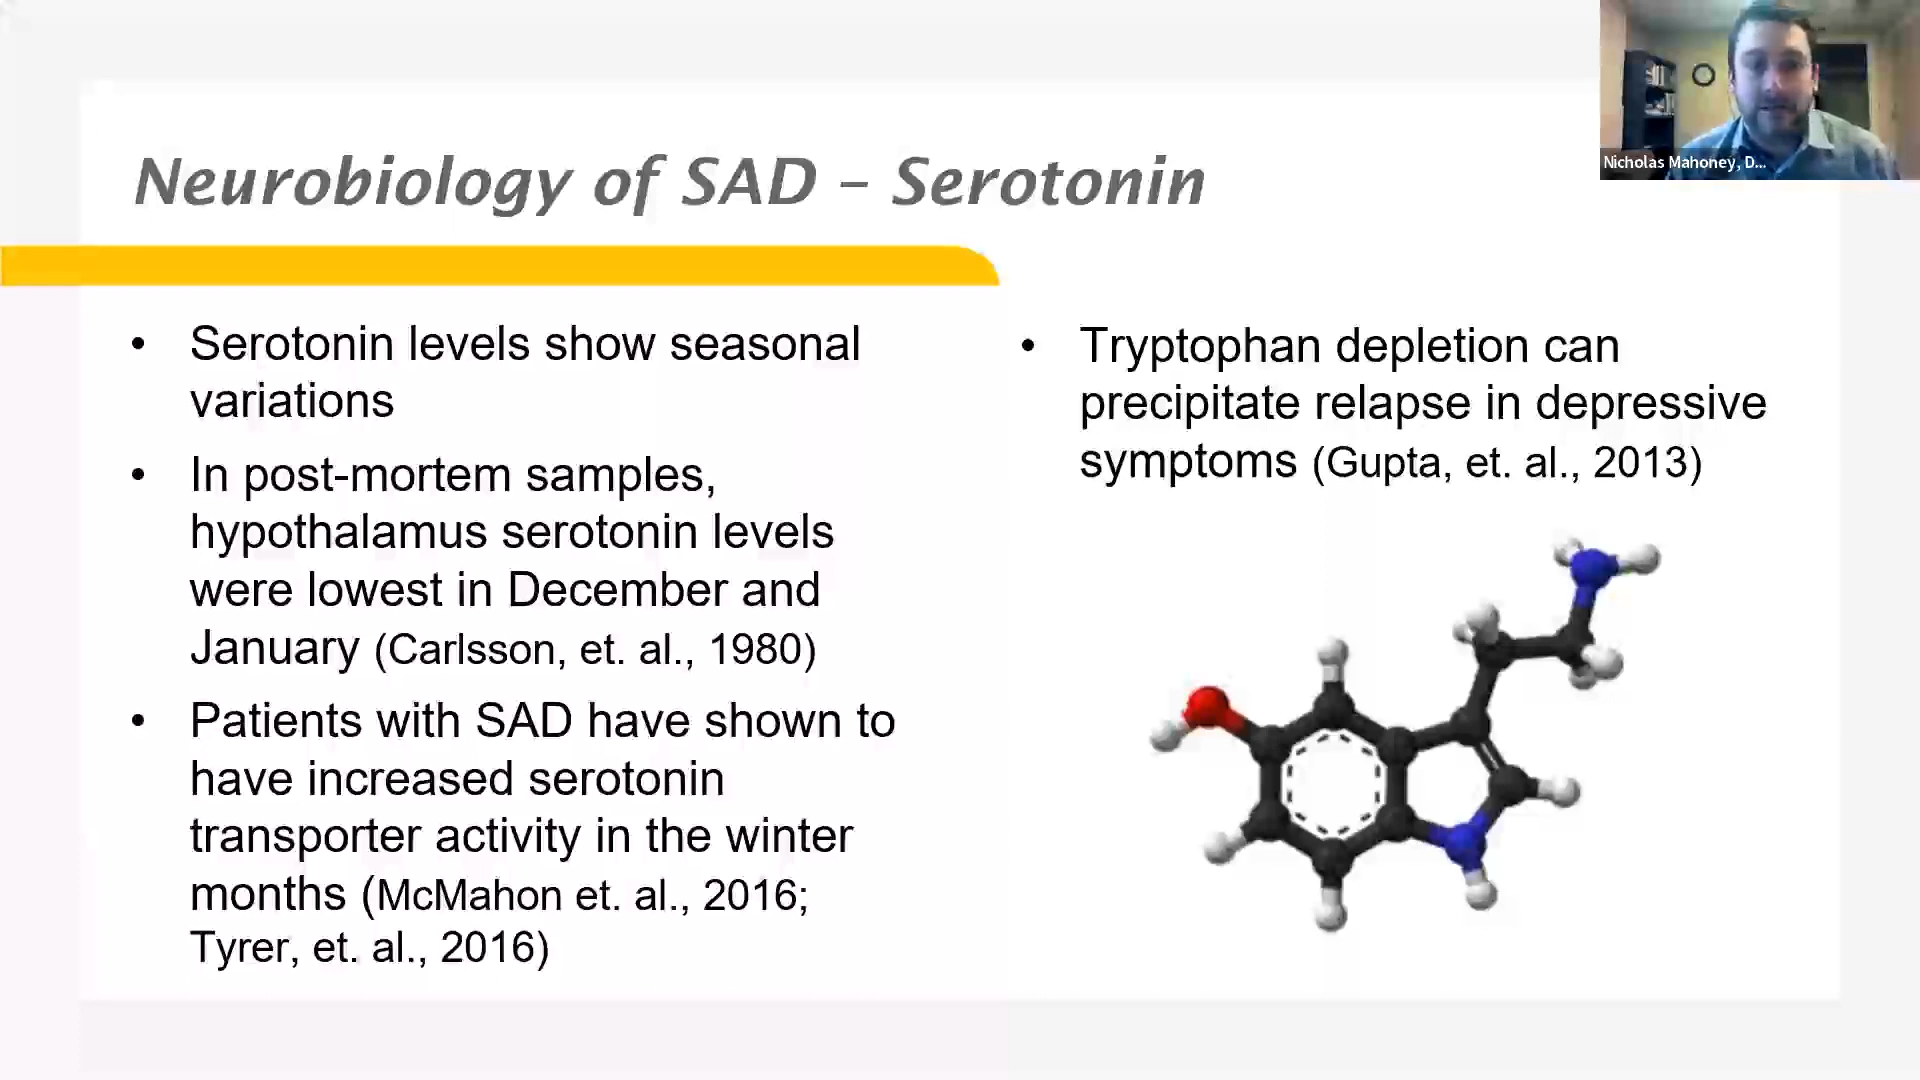 Neurobiology of SAD – Serotonin
• Serotonin levels show seasonal
variations
• In post-mortem samples,
hypothalamus serotonin levels
were lowest in December and
January (Carlsson, et. al., 1980)
• Patients with SAD have shown to
have increased serotonin
transporter activity in the winter
months (McMahon et. al., 2016;
Tyrer, et. al., 2016)
• Tryptophan depletion can
precipitate relapse in depressive
symptoms (Gupta, et. al., 2013)
Nicholas Mahoney, D...